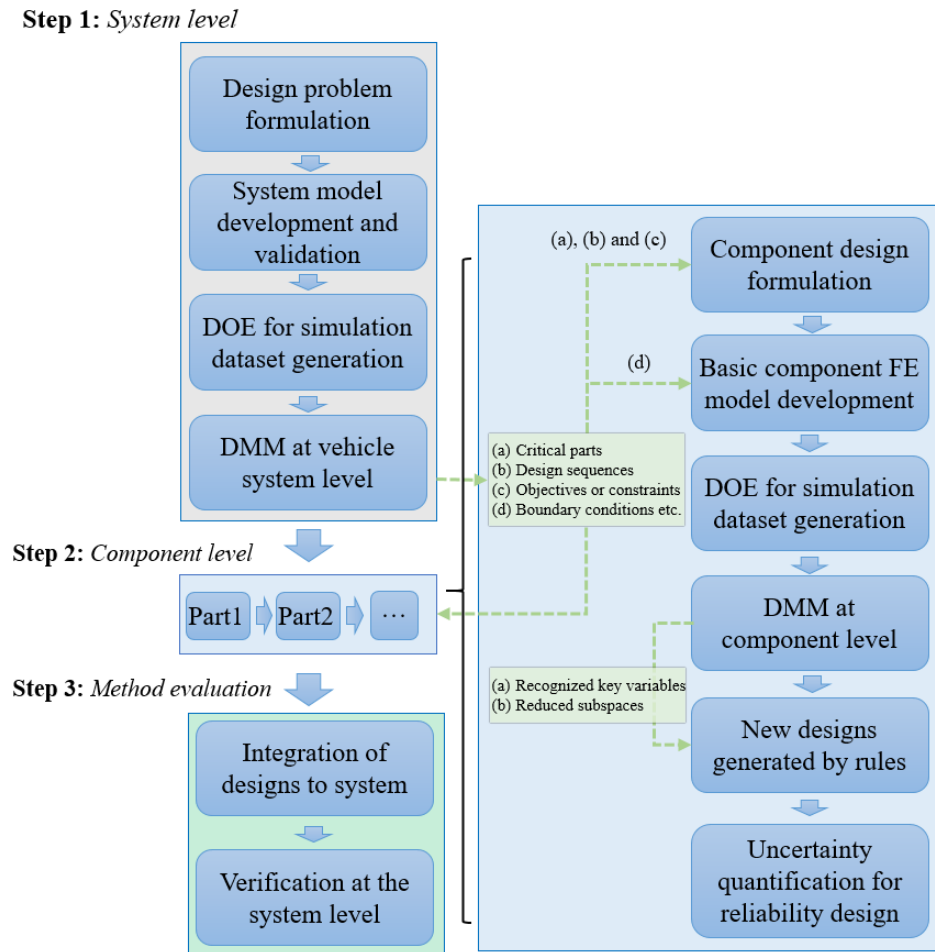 Step 1: System level
Design problem
formulation
System model
development and
validation
DOE for simulation
dataset generation
DMM at vehicle
system level
Step 2: Component level
Part1
Part2
…
Step 3: Method evaluation
Integration of
designs to system
Verification at the
system level
(a), (b) and (c)
(d)
(a) Critical parts
(b) Design sequences
(c) Objectives or constraints
(d) Boundary conditions etc.
Component design
formulation
Basic component FE
model development
DOE for simulation
dataset generation
DMM at
component level
(a) Recognized key variables
(b) Reduced subspaces
New designs
generated by rules
Uncertainty
quantification for
reliability design